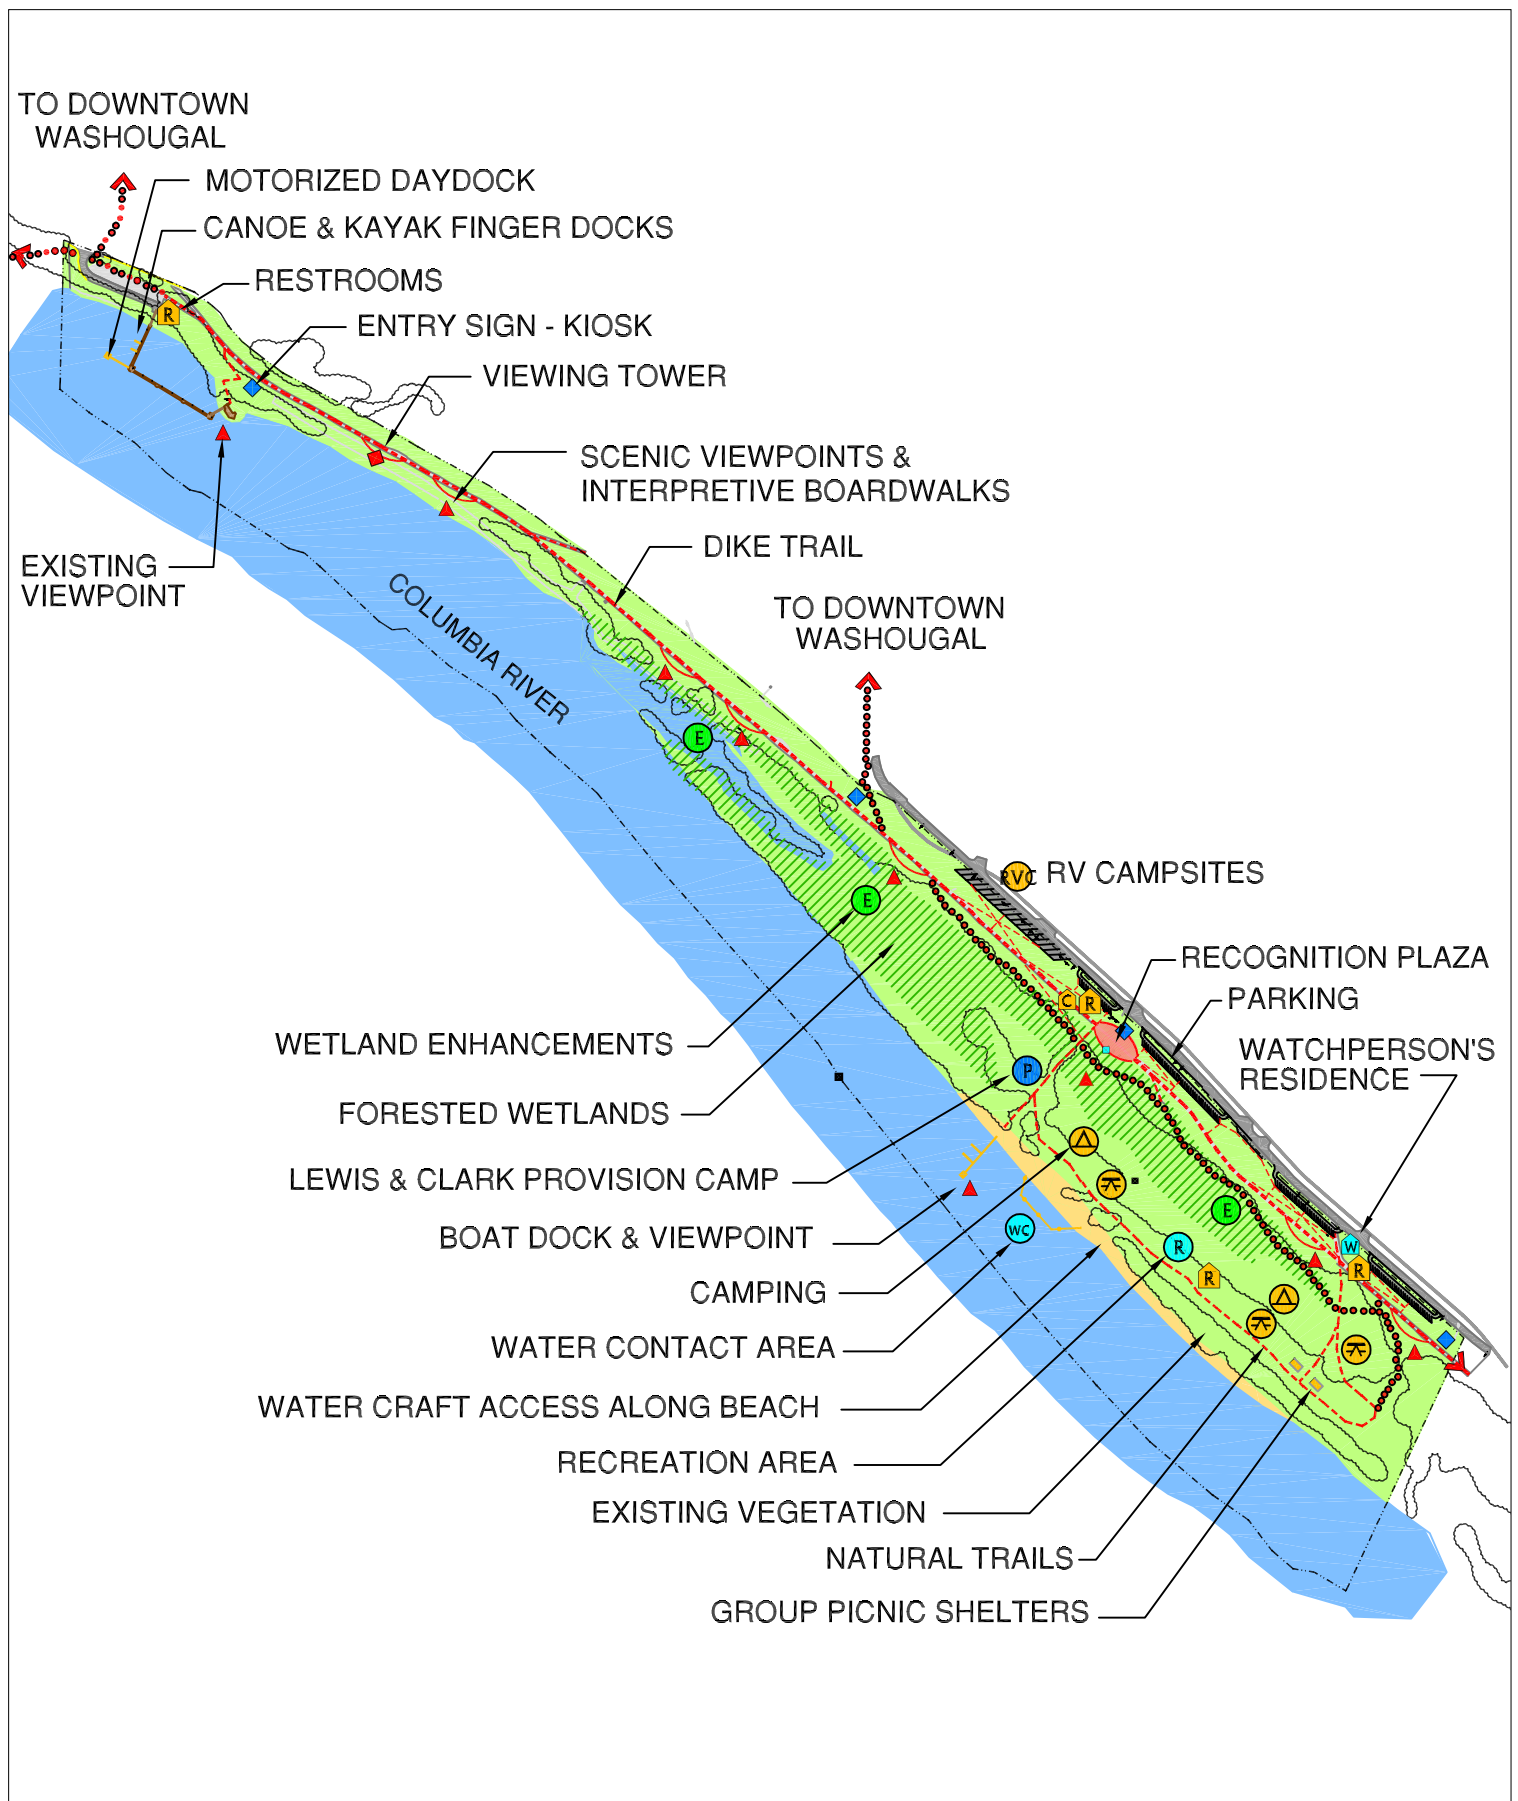 TO DOWNTOWN
WASHOUGAL
MOTORIZED DAYDOCK
CANOE & KAYAK FINGER DOCKS
RESTROOMS
R
ENTRY SIGN - KIOSK
VIEWING TOWER
SCENIC VIEWPOINTS &
INTERPRETIVE BOARDWALKS
DIKE TRAIL
EXISTING
VIEWPOINT
COLUMBIA RIVER
TO DOWNTOWN
WASHOUGAL
E
RVC
RV CAMPSITES
E
RECOGNITION PLAZA
PARKING
C
R
WETLAND ENHANCEMENTS
WATCHPERSON'S
RESIDENCE
P
FORESTED WETLANDS
LEWIS & CLARK PROVISION CAMP
E
BOAT DOCK & VIEWPOINT
WC
R
W
R
R
CAMPING
WATER CONTACT AREA
WATER CRAFT ACCESS ALONG BEACH
RECREATION AREA
EXISTING VEGETATION
NATURAL TRAILS
GROUP PICNIC SHELTERS